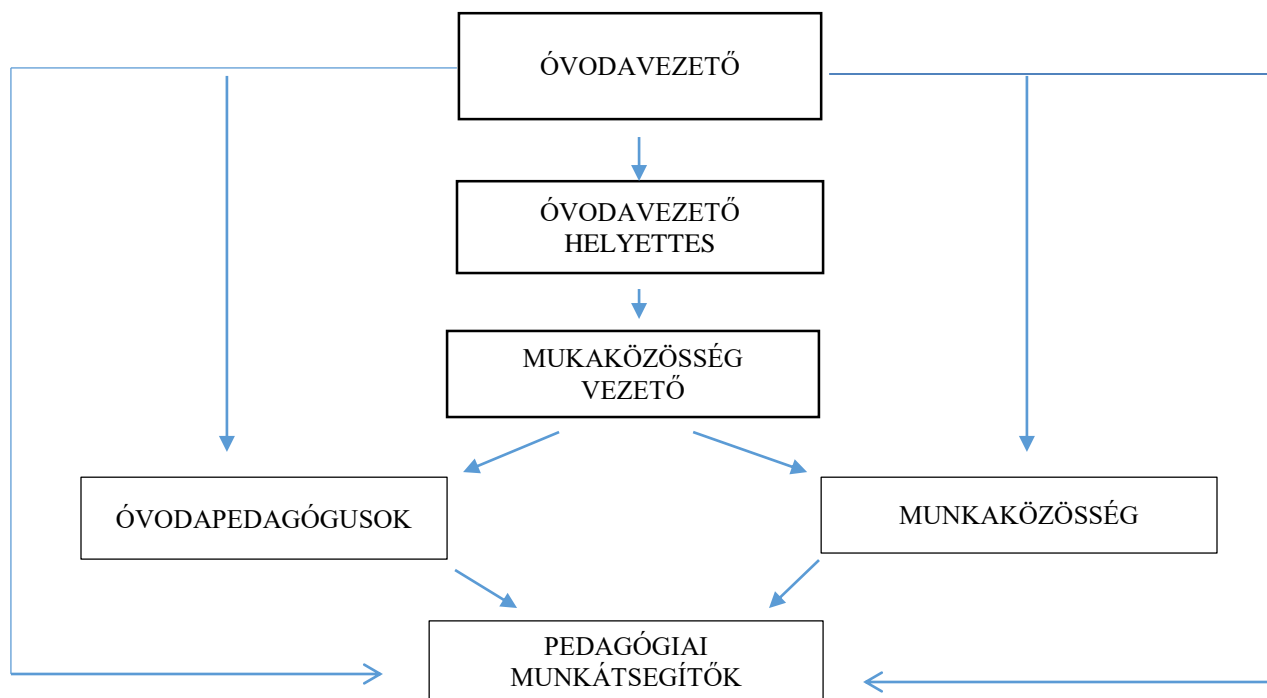 ÓVODAVEZETŐ
ÓVODAVEZETŐ
HELYETTES
MUKAKÖZÖSSÉG
VEZETŐ
ÓVODAPEDAGÓGUSOK
MUNKAKÖZÖSSÉG
PEDAGÓGIAI
MUNKÁTSEGÍTŐK